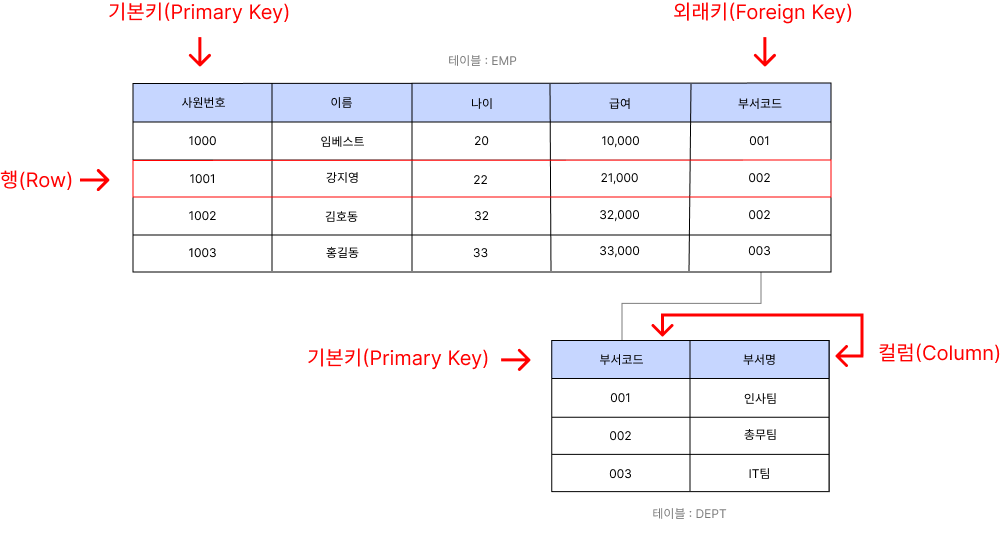 기본키(Primary Key)
외래키(Foreign Key)
테이블 : EMP
사원번호 이름 나이 급여 부서코드
1000 임베스트 20 10,000 001
행(Row)
1001 강지영 22 21,000 002
1002 김호동 32 32,000 002
1003 홍길동 33 33,000 003
기본키(Primary Key)
컬럼(Column)
부서코드 부서명
001 인사팀
002 총무팀
003 IT팀
테이블 : DEPT